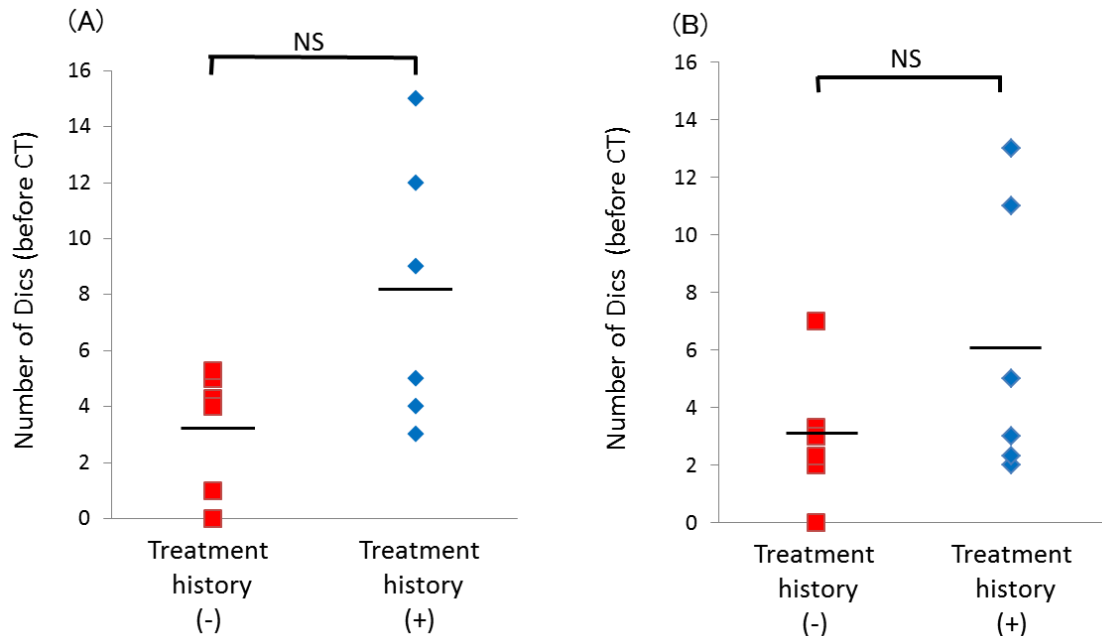 (A)
NS
16
14
12
10
8
6
4
2
0
Number of Dics (before CT)
Treatment
history
(-)
Treatment
history
(+)
(B)
NS
16
14
12
10
8
6
4
2
0
Number of Dics (before CT)
Treatment
history
(-)
Treatment
history
(+)